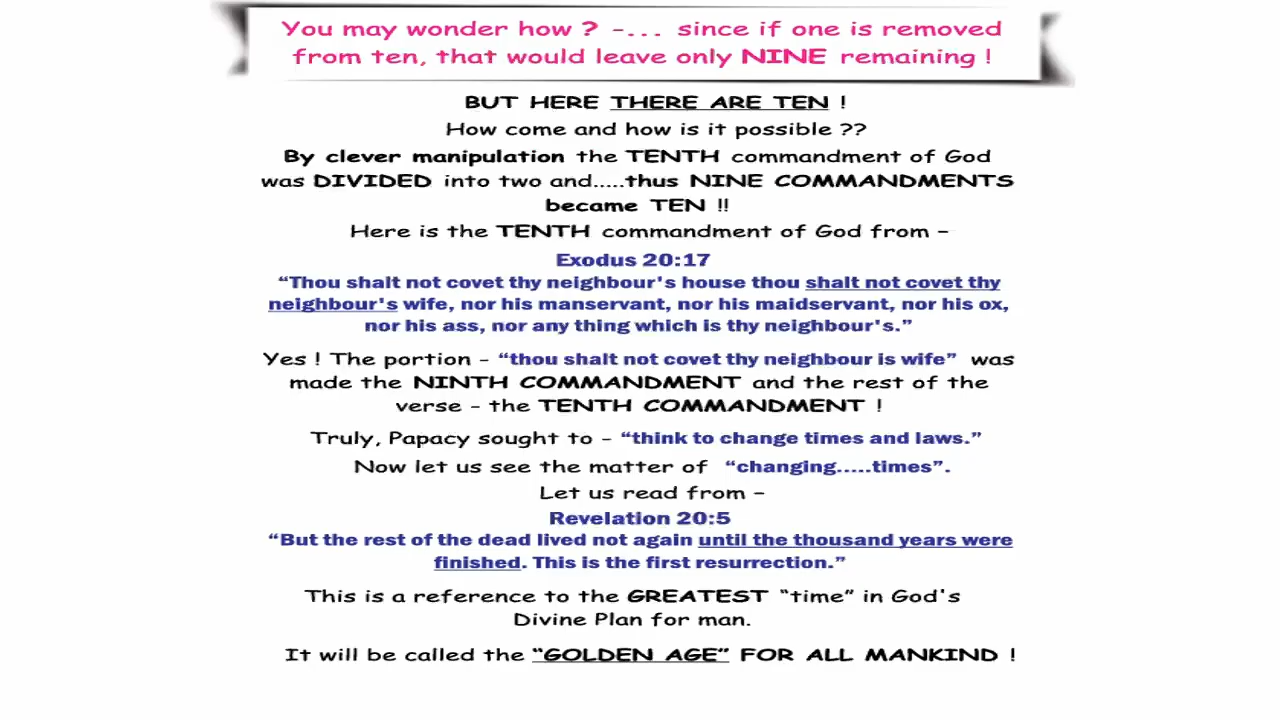 You may wonder how ? -... since if one is removed
from ten, that would leave only NINE remaining !
BUT HERE THERE ARE TEN !
How come and how is it possible ??
By clever manipulation the TENTH commandment of God
was DIVIDED into two and.....thus NINE COMMANDMENTS
became TEN !!
Here is the TENTH commandment of God from –
Exodus 20:17
“Thou shalt not covet thy neighbour's house thou shalt not covet thy
neighbour's wife, nor his manservant, nor his maidservant, nor his ox,
nor his ass, nor any thing which is thy neighbour's.”
Yes ! The portion - “thou shalt not covet thy neighbour is wife” was
made the NINTH COMMANDMENT and the rest of the
verse - the TENTH COMMANDMENT !
Truly, Papacy sought to - “think to change times and laws.”
Now let us see the matter of “changing.....times”.
Let us read from –
Revelation 20:5
“But the rest of the dead lived not again until the thousand years were
finished. This is the first resurrection.”
This is a reference to the GREATEST “time” in God's
Divine Plan for man.
It will be called the “GOLDEN AGE” FOR ALL MANKIND !